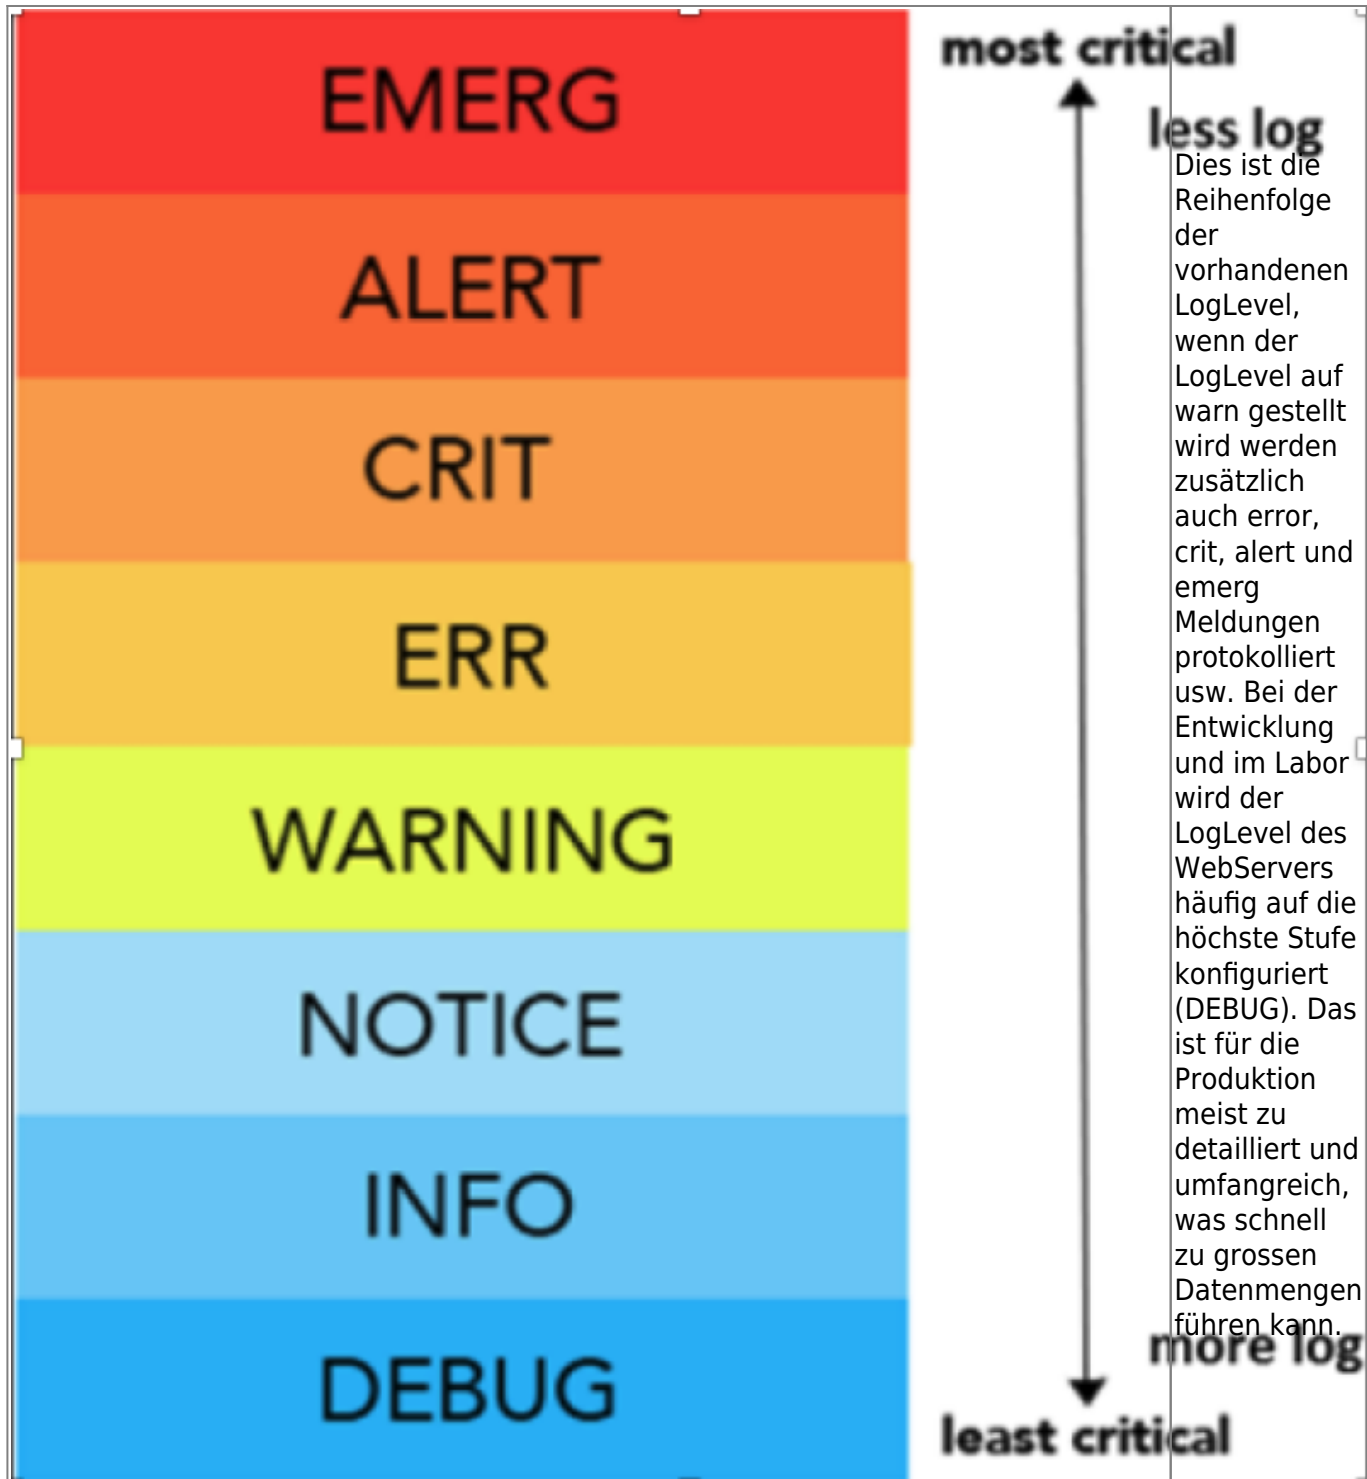 EMERG
ALERT
CRIT
ERR
WARNING
NOTICE
INFO
DEBUG
most critical
less log
Dies ist die
Reihenfolge
der
vorhandenen
LogLevel,
wenn der
LogLevel auf
warn gestellt
wird werden
zusätzlich
auch error,
crit, alert und
emerg
Meldungen
protokolliert
usw. Bei der
Entwicklung
und im Labor
wird der
LogLevel des
WebServers
häufig auf die
höchste Stufe
konfiguriert
(DEBUG). Das
ist für die
Produktion
meist zu
detailliert und
umfangreich,
was schnell
zu grossen
Datenmengen
führen kann.
more log
least critical